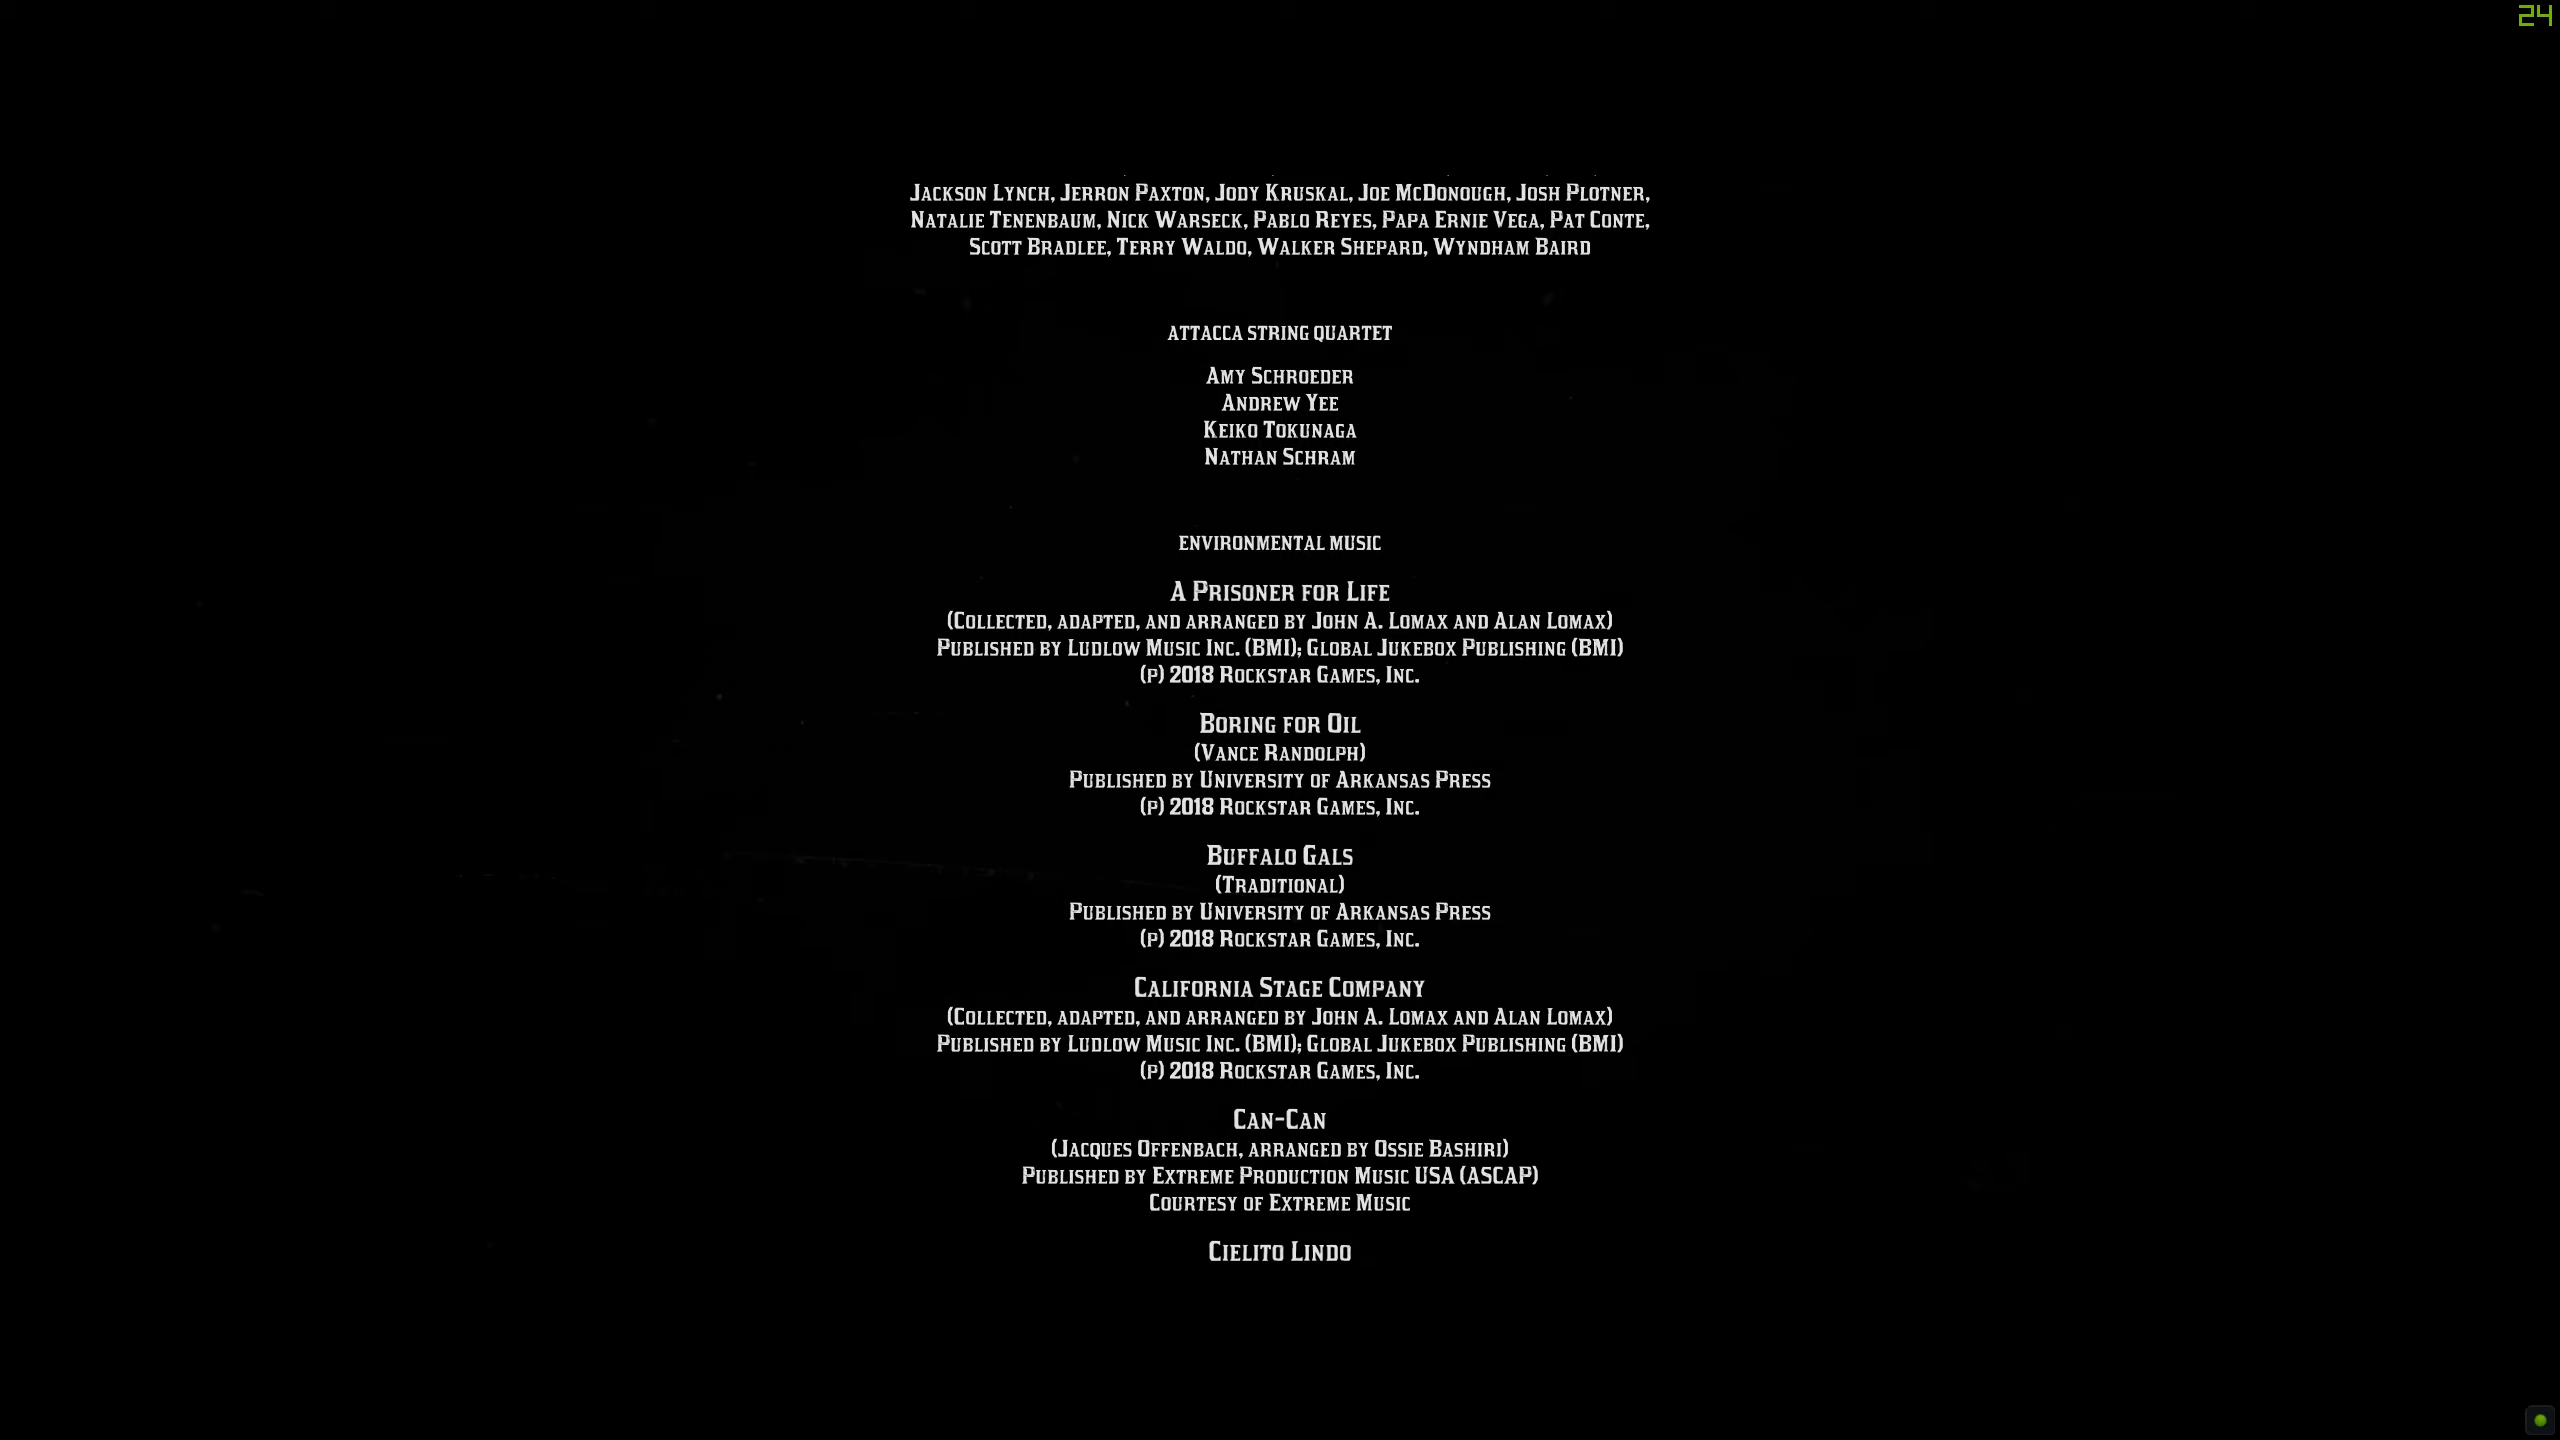 24
Jackson Lynch, Jerron Paxton, Jody Kruskal, Joe McDonough, Josh Plotner,
Natalie Tenenbaum, Nick Warseck, Pablo Reyes, Papa Ernie Vega, Pat Conte,
Scott Bradlee, Terry Waldo, Walker Shepard, Wyndham Baird
ATTACCA STRING QUARTET
Amy Schroeder
Andrew Yee
Keiko Tokunaga
Nathan Schram
ENVIRONMENTAL MUSIC
A Prisoner for Life
(Collected, adapted, and arranged by John A. Lomax and Alan Lomax)
Published by Ludlow Music Inc. (BMI); Global Jukebox Publishing (BMI)
(P) 2018 Rockstar Games, Inc.
Boring for Oil
(Vance Randolph)
Published by University of Arkansas Press
(P) 2018 Rockstar Games, Inc.
Buffalo Gals
(Traditional)
Published by University of Arkansas Press
(P) 2018 Rockstar Games, Inc.
California Stage Company
(Collected, adapted, and arranged by John A. Lomax and Alan Lomax)
Published by Ludlow Music Inc. (BMI); Global Jukebox Publishing (BMI)
(P) 2018 Rockstar Games, Inc.
Can-Can
(Jacques Offenbach, arranged by Ossie Bashiri)
Published by Extreme Production Music USA (ASCAP)
Courtesy of Extreme Music
Cielito Lindo